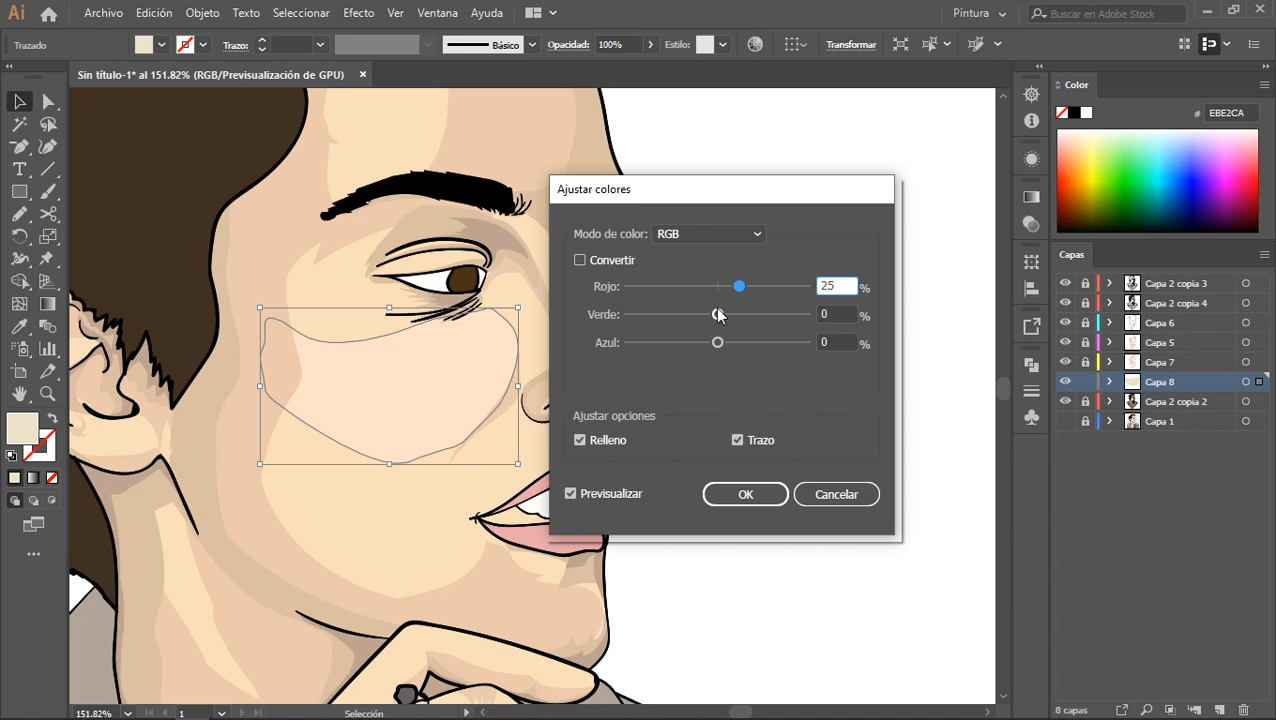 Ai Archivo Edición Objeto Texto Seleccionar Efecto Ver Ventana Ayuda Pintura Buscar en Adobe Stock
Trazado Trazo: Básico Opacidad: 100% Estilo: Transformar
Sin título-1* al 151.82% (RGB/Previsualización de GPU) ×
Color
# EBE2CA
Ajustar colores
Modo de color: RGB
Convertir
Rojo: 25 %
Verde: 0 %
Azul: 0 %
Ajustar opciones
Relleno Trazo
Previsualizar OK Cancelar
Capas
Capa 2 copia 3
Capa 2 copia 4
Capa 6
Capa 5
Capa 7
Capa 8
Capa 2 copia 2
Capa 1
151.82% 1 Selección 8 capas